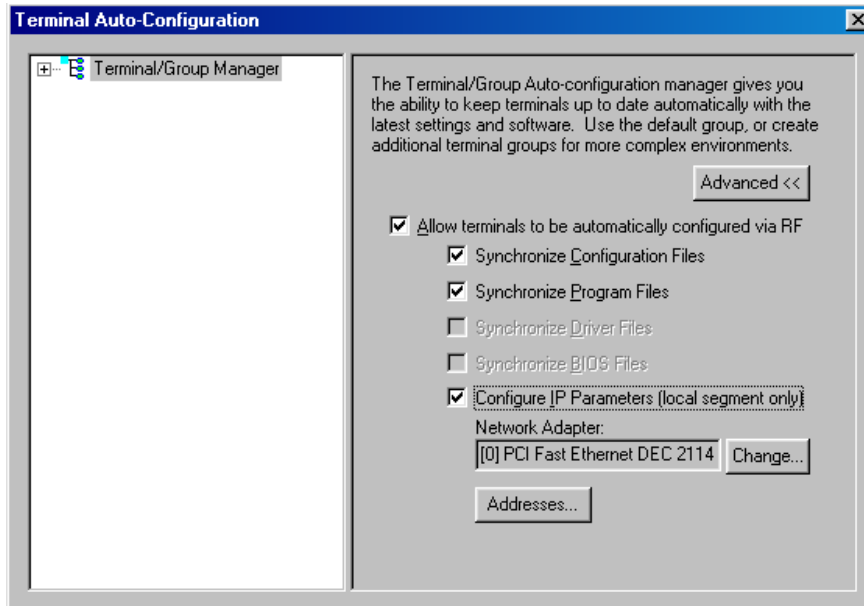 Terminal Auto-Configuration
Terminal/Group Manager
The Terminal/Group Auto-configuration manager gives you
the ability to keep terminals up to date automatically with the
latest settings and software. Use the default group, or create
additional terminal groups for more complex environments.
Advanced <<
Allow terminals to be automatically configured via RF
Synchronize Configuration Files
Synchronize Program Files
Synchronize Driver Files
Synchronize BIOS Files
Configure IP Parameters (local segment only)
Network Adapter:
[0] PCI Fast Ethernet DEC 2114
Change...
Addresses...